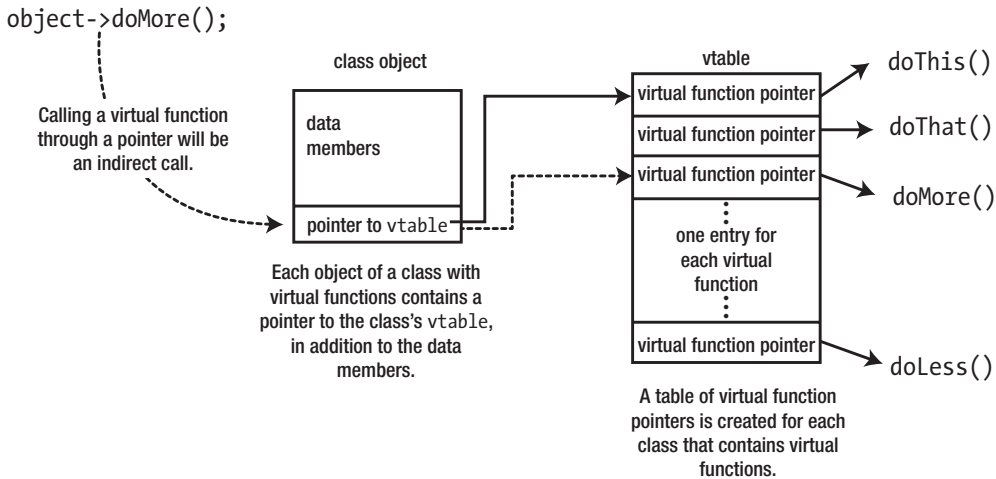 object->doMore();
Calling a virtual function
through a pointer will be
an indirect call.
class object
data
members
pointer to vtable
Each object of a class with
virtual functions contains a
pointer to the class’s vtable,
in addition to the data
members.
vtable
virtual function pointer
virtual function pointer
virtual function pointer
one entry for
each virtual
function
virtual function pointer
A table of virtual function
pointers is created for each
class that contains virtual
functions.
doThis()
doThat()
doMore()
doLess()